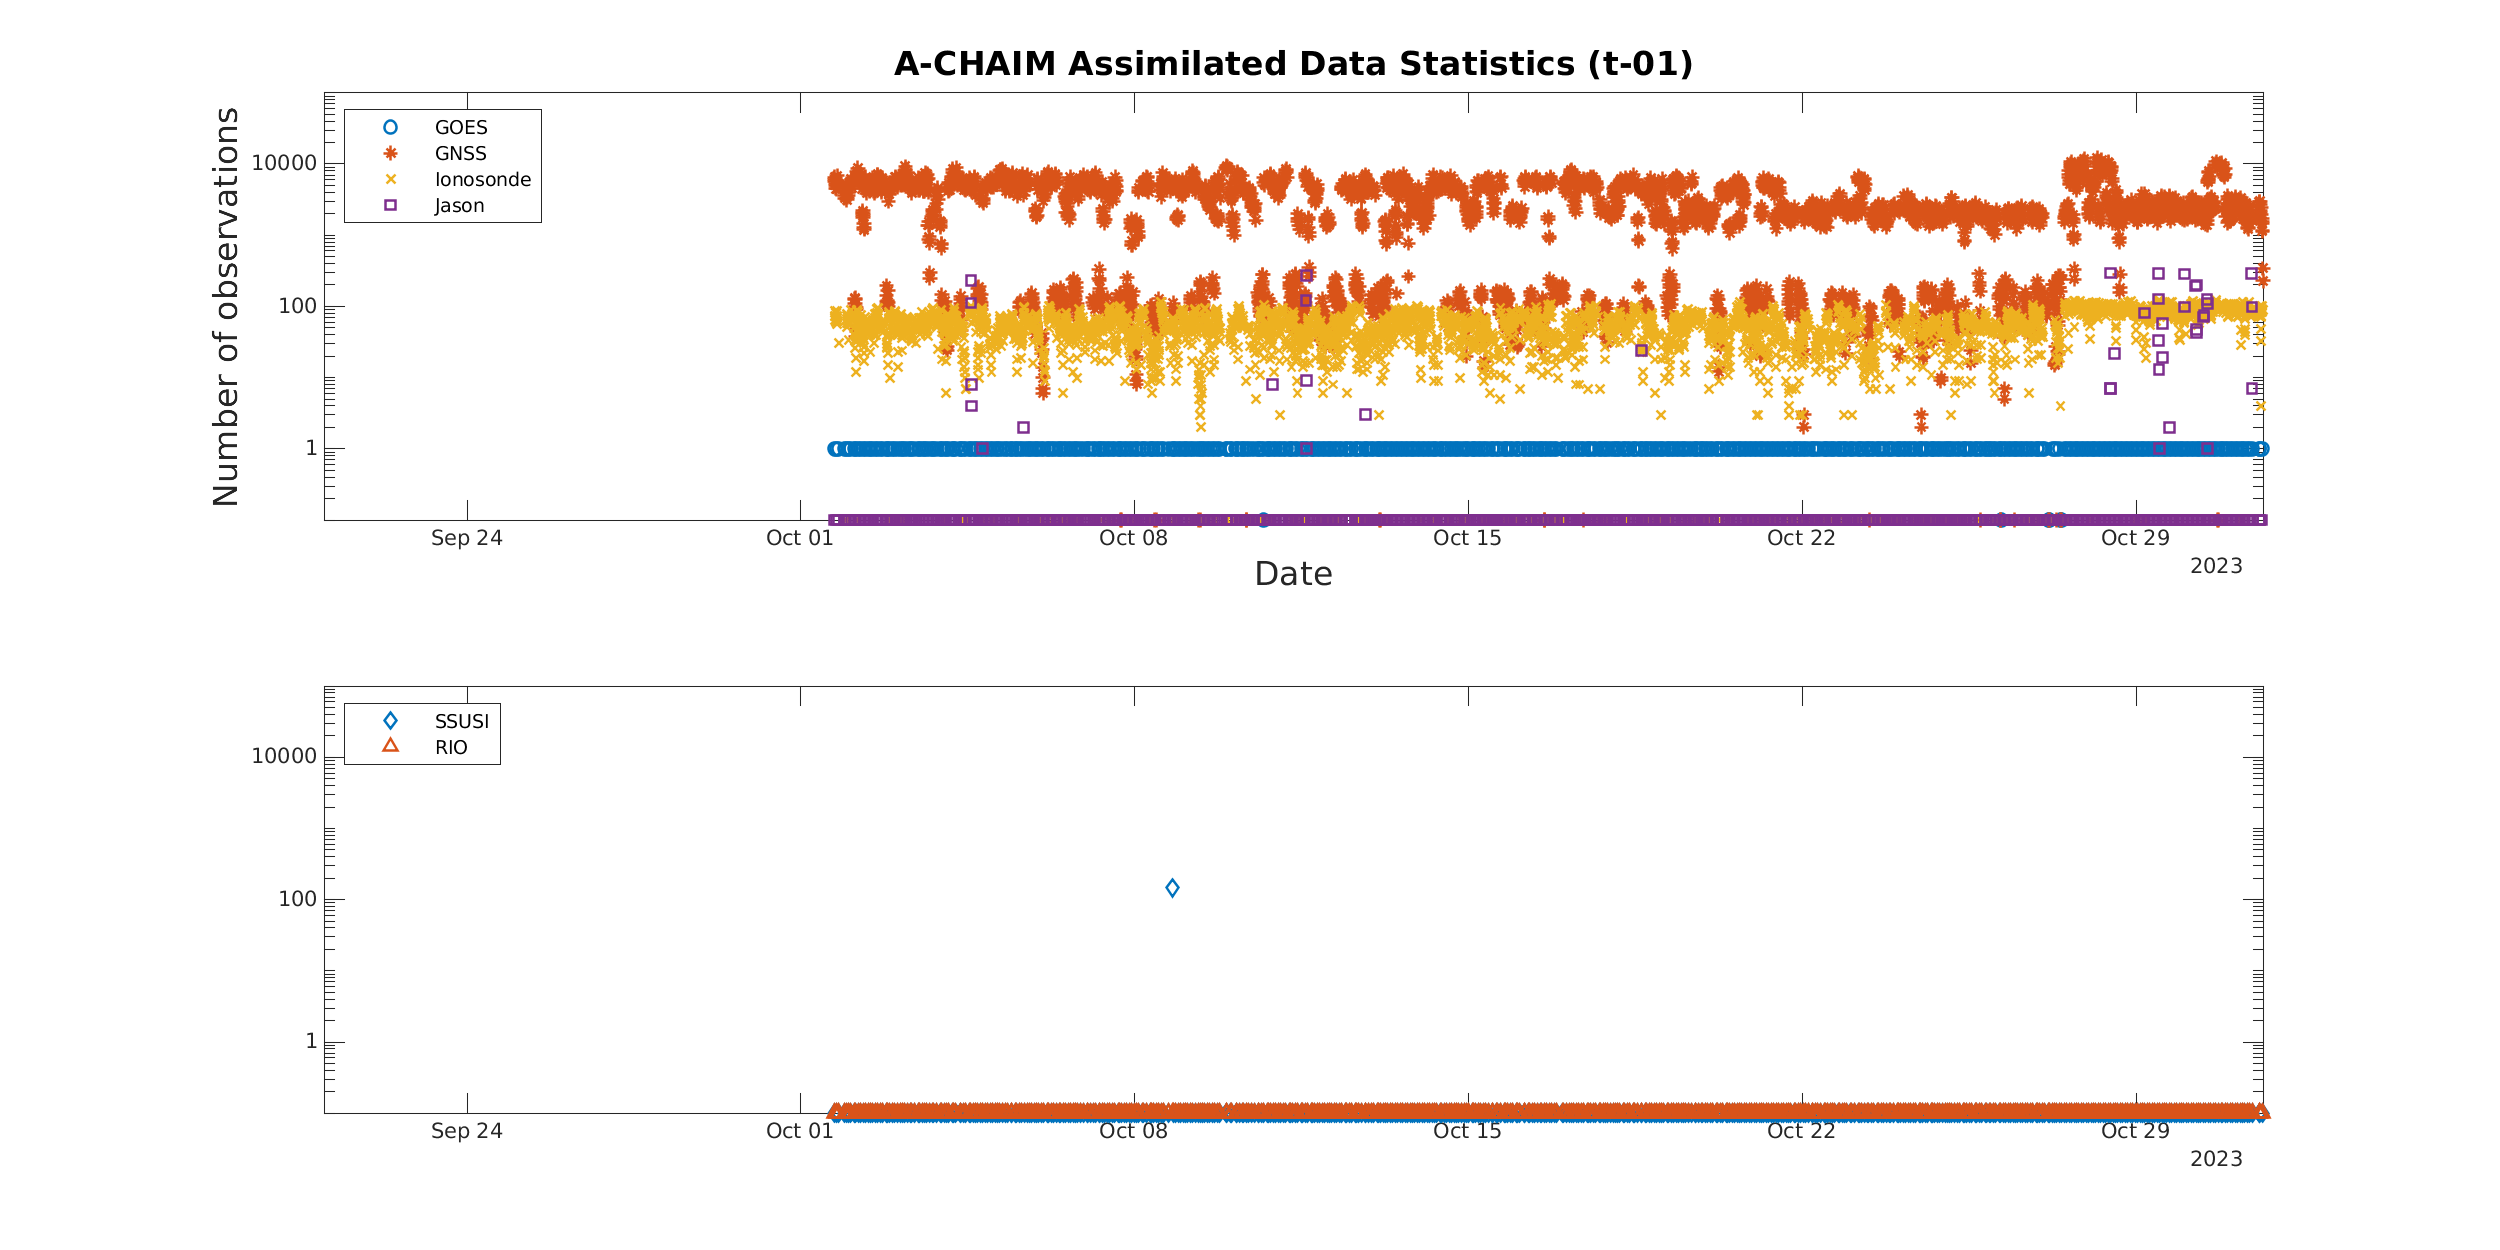 A-CHAIM Assimilated Data Statistics (t-01)
Number of observations
10000
100
1
GOES
GNSS
Ionosonde
Jason
Sep 24
Oct 01
Oct 08
Oct 15
Oct 22
Oct 29
2023
Date
10000
100
1
SSUSI
RIO
Sep 24
Oct 01
Oct 08
Oct 15
Oct 22
Oct 29
2023